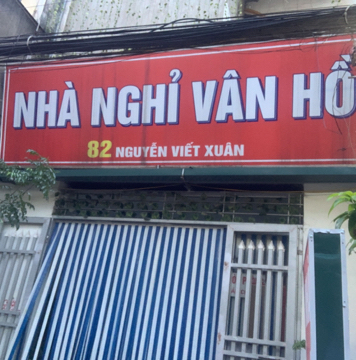 NHÀ NGHỈ VÂN HỒ
82 NGUYỄN VIẾT XUÂN